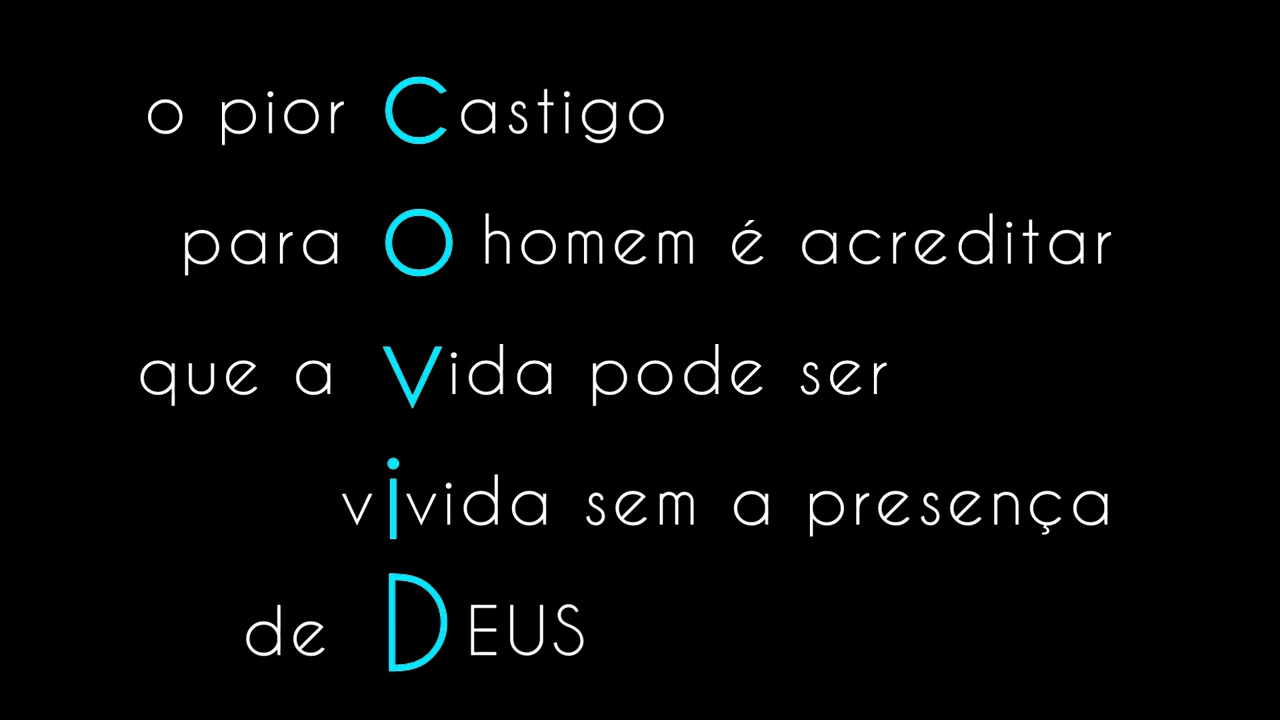 o pior Castigo
para O homem é acreditar
que a Vida pode ser
vivida sem a presença
de DEUS